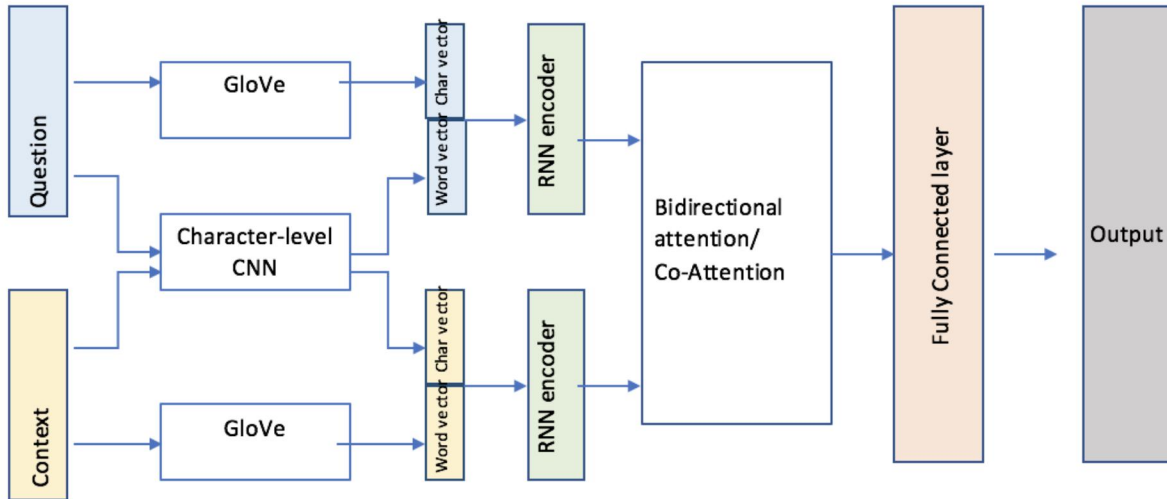 Question
GloVe
Char vector
Word vector
RNN encoder
Character-level
CNN
Context
GloVe
Char vector
Word vector
RNN encoder
Bidirectional
attention/
Co-Attention
Fully Connected layer
Output